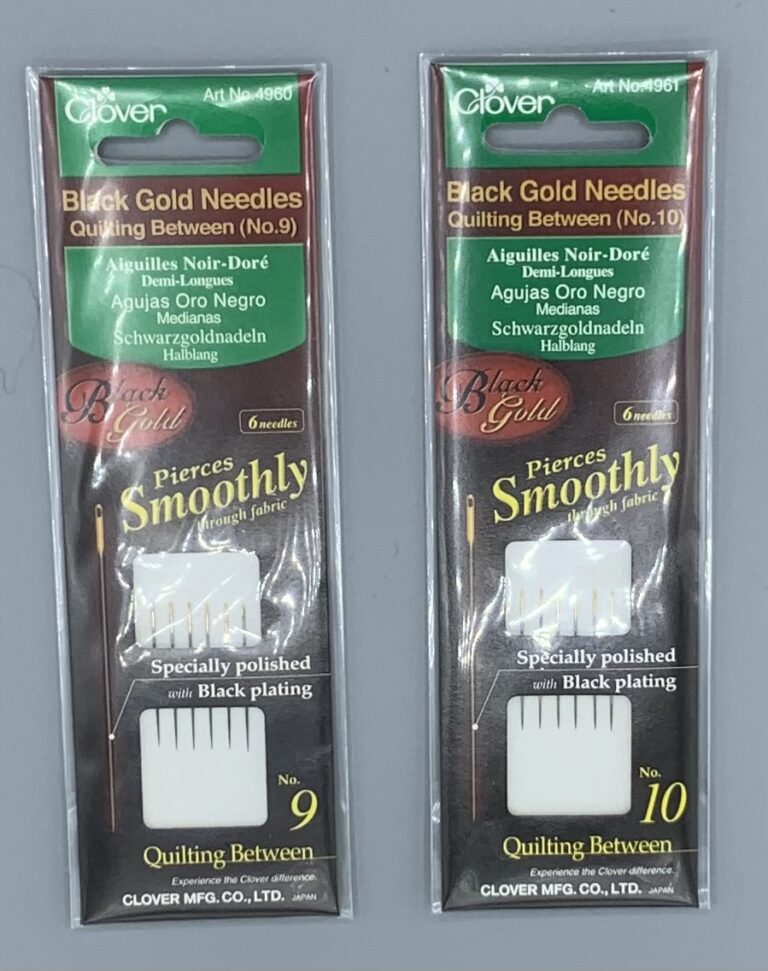 Clover
Art No.4960
Black Gold Needles
Quilting Between (No.9)
Aiguilles Noir-Doré
Demi-Longues
Agujas Oro Negro
Medianas
Schwarzgoldnadeln
Halblang
Black
Gold
6 needles
Pierces
Smoothly
through fabric
Specially polished
with Black plating
No.
9
Quilting Between
Experience the Clover difference.
CLOVER MFG. CO., LTD. JAPAN
Clover
Art No.4961
Black Gold Needles
Quilting Between (No.10)
Aiguilles Noir-Doré
Demi-Longues
Agujas Oro Negro
Medianas
Schwarzgoldnadeln
Halblang
Black
Gold
6 needles
Pierces
Smoothly
through fabric
Specially polished
with Black plating
No.
10
Quilting Between
Experience the Clover difference.
CLOVER MFG. CO., LTD. JAPAN